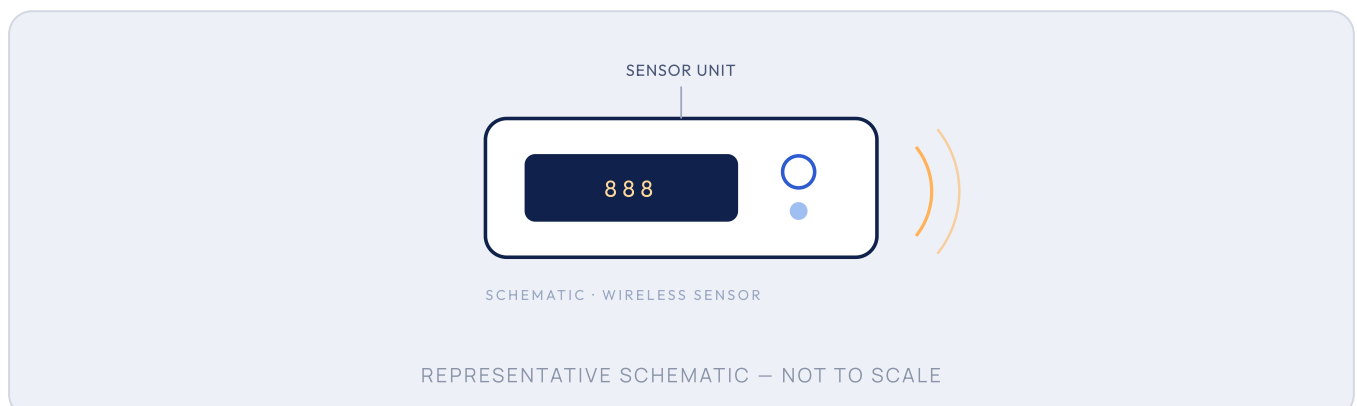 SENSOR UNIT
888
SCHEMATIC · WIRELESS SENSOR
REPRESENTATIVE SCHEMATIC — NOT TO SCALE